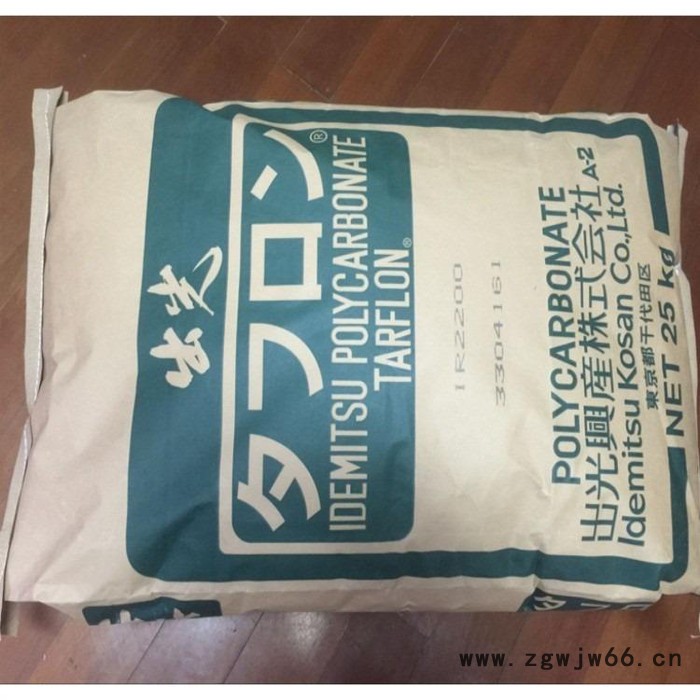 出光
タフロン®
IDEMITSU POLYCARBONATE
TARFLON®
IR2200
3304161
POLYCARBONATE
出光興産株式会社 A-2
Idemitsu Kosan Co.,Ltd.
東京都千代田区
NET 25 kg
www.zgwjw66.cn